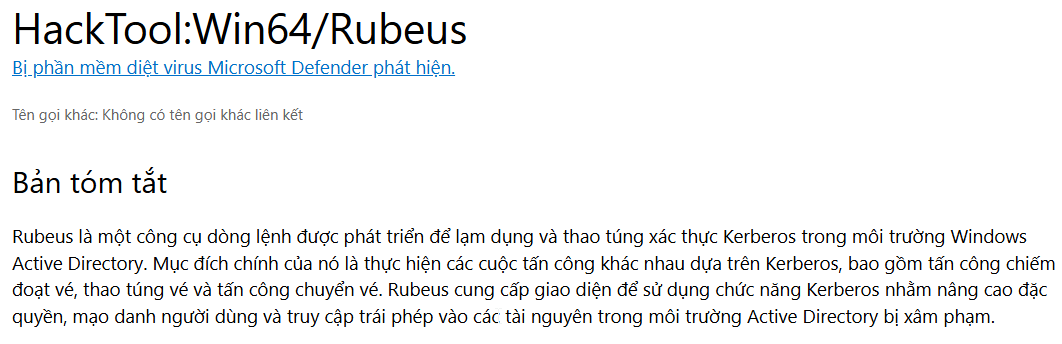 HackTool:Win64/Rubeus
Bị phần mềm diệt virus Microsoft Defender phát hiện.
Tên gọi khác: Không có tên gọi khác liên kết
Bản tóm tắt
Rubeus là một công cụ dòng lệnh được phát triển để lạm dụng và thao túng xác thực Kerberos trong môi trường Windows
Active Directory. Mục đích chính của nó là thực hiện các cuộc tấn công khác nhau dựa trên Kerberos, bao gồm tấn công chiếm
đoạt vé, thao túng vé và tấn công chuyển vé. Rubeus cung cấp giao diện để sử dụng chức năng Kerberos nhằm nâng cao đặc
quyền, mạo danh người dùng và truy cập trái phép vào các tài nguyên trong môi trường Active Directory bị xâm phạm.